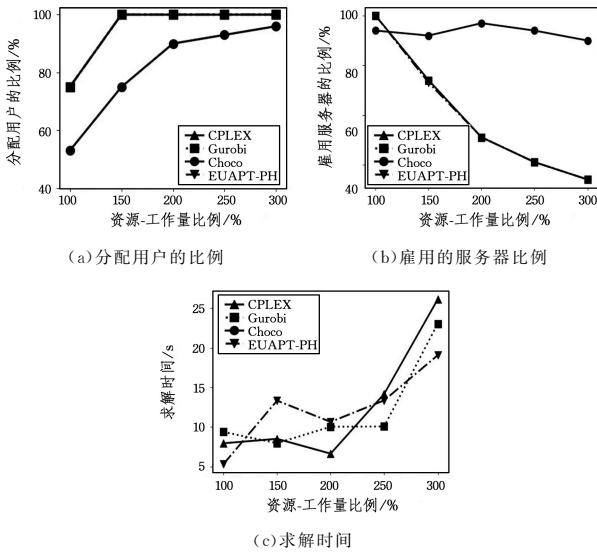 100
80
60
40
分配用户的比例/%
CPLEX
Gurobi
Choco
EUAPT-PH
100 150 200 250 300
资源-工作量比例/%
(a)分配用户的比例
100
80
60
40
雇用服务器的比例/%
CPLEX
Gurobi
Choco
EUAPT-PH
100 150 200 250 300
资源-工作量比例/%
(b)雇用的服务器比例
25
20
15
10
5
求解时间/s
CPLEX
Gurobi
Choco
EUAPT-PH
100 150 200 250 300
资源-工作量比例/%
(c)求解时间